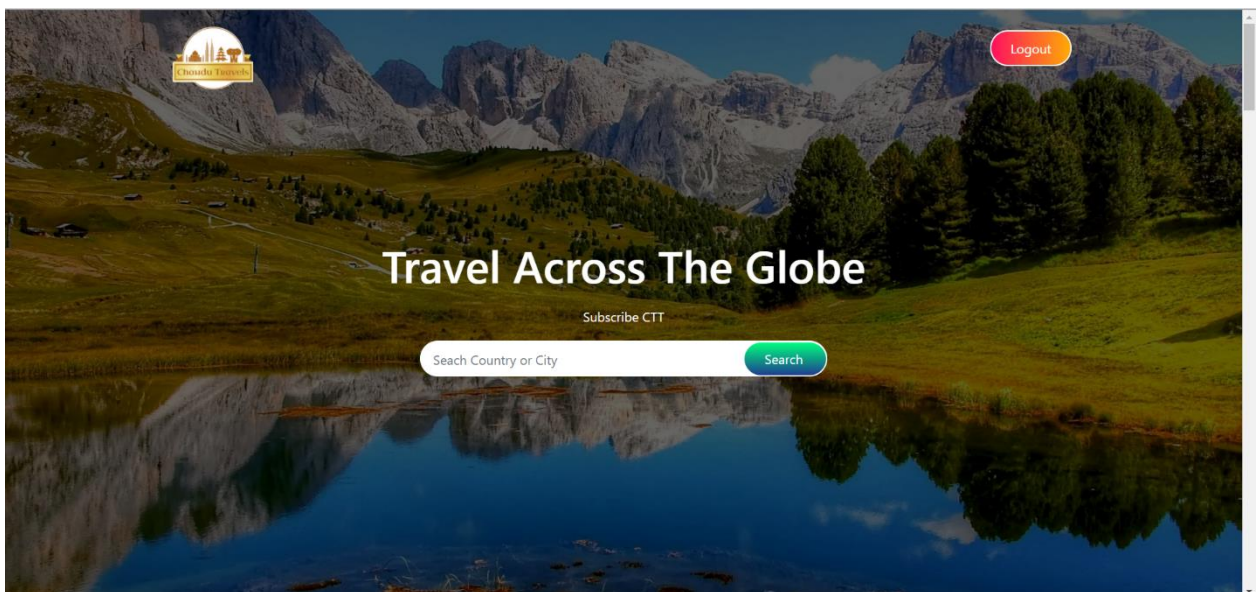 Choudu Travels
Logout
Travel Across The Globe
Subscribe CTT
Seach Country or City
Search